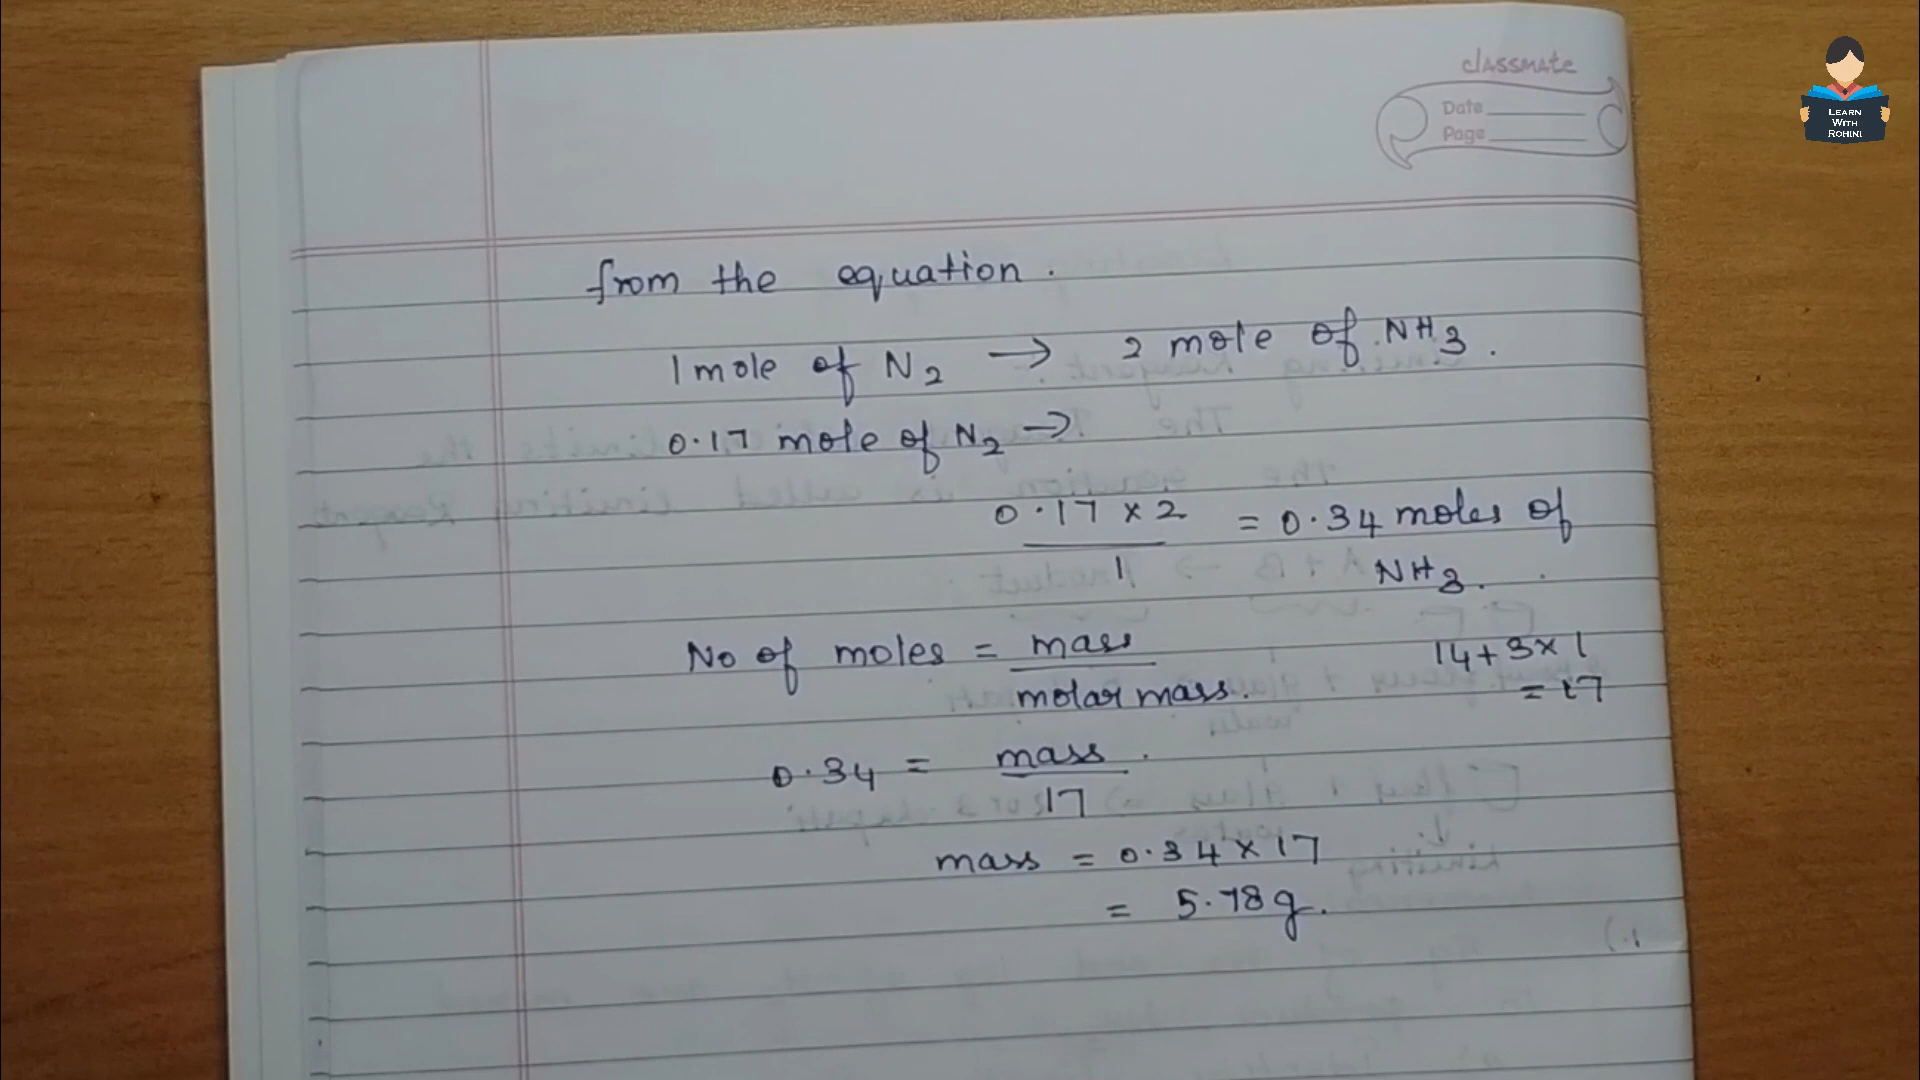 classmate
Date
Page
LEARN
WITH
ROHINI
from the equation.
1 mole of N2 → 2 mole of NH3.
0.17 mole of N2 →
0.17 × 2 = 0.34 moles of
1
NH3.
No of moles = mass
molar mass.
14+3×1
= 17
0.34 = mass.
17
mass = 0.34 × 17
= 5.78 g.